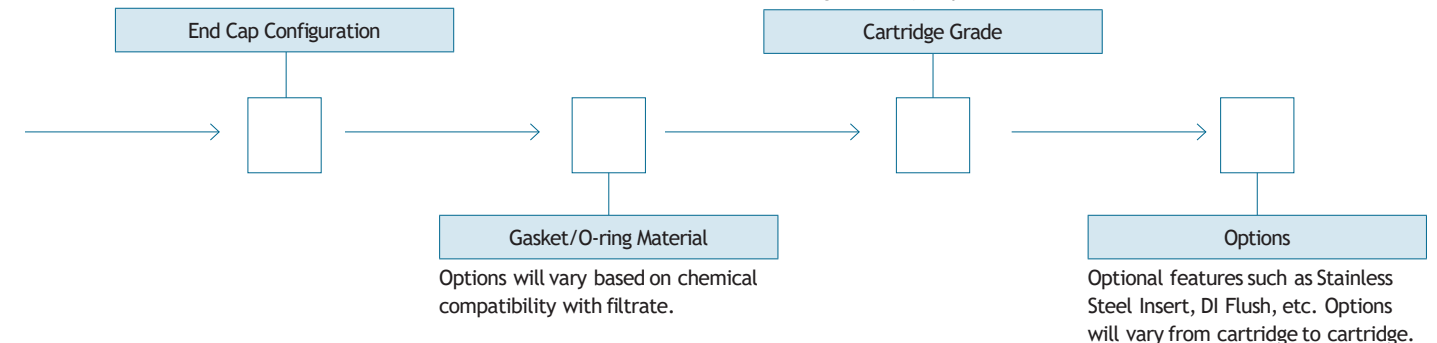 End Cap Configuration
Cartridge Grade
Gasket/O-ring Material
Options will vary based on chemical
compatibility with filtrate.
Options
Optional features such as Stainless
Steel Insert, DI Flush, etc. Options
will vary from cartridge to cartridge.